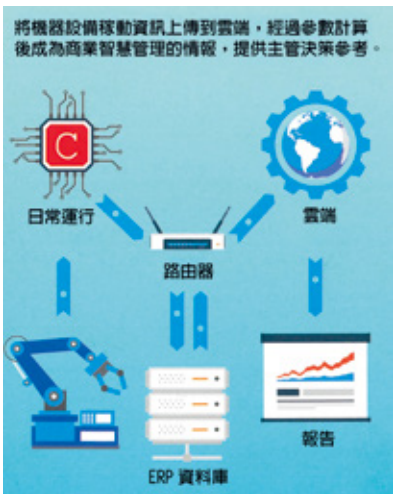 將機器設備稼動資訊上傳到雲端，經過參數計算
後成為商業智慧管理的情報，提供主管決策參考。
C
日常運行
雲端
路由器
報告
ERP 資料庫